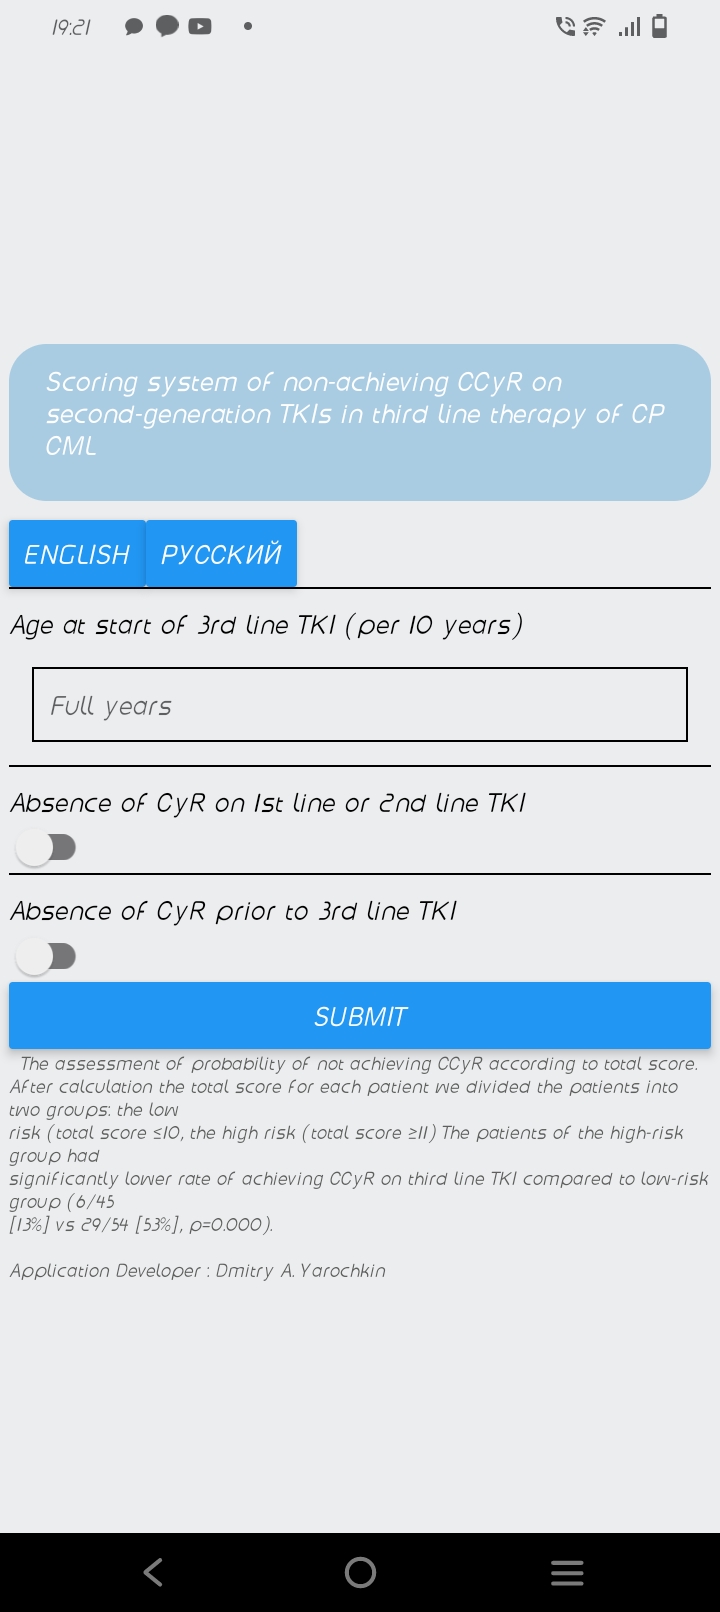 19:21
Scoring system of non-achieving CCyR on
second-generation TKIs in third line therapy of CP
CML
ENGLISH РУССКИЙ
Age at start of 3rd line TKI (per 10 years)
Full years
Absence of CyR on 1st line or 2nd line TKI
Absence of CyR prior to 3rd line TKI
SUBMIT
The assessment of probability of not achieving CCyR according to total score.
After calculation the total score for each patient we divided the patients into
two groups: the low
risk (total score ≤10, the high risk (total score ≥11) The patients of the high-risk
group had
significantly lower rate of achieving CCyR on third line TKI compared to low-risk
group (6/45
[13%] vs 29/54 [53%], p=0.000).
Application Developer : Dmitry A. Yarochkin